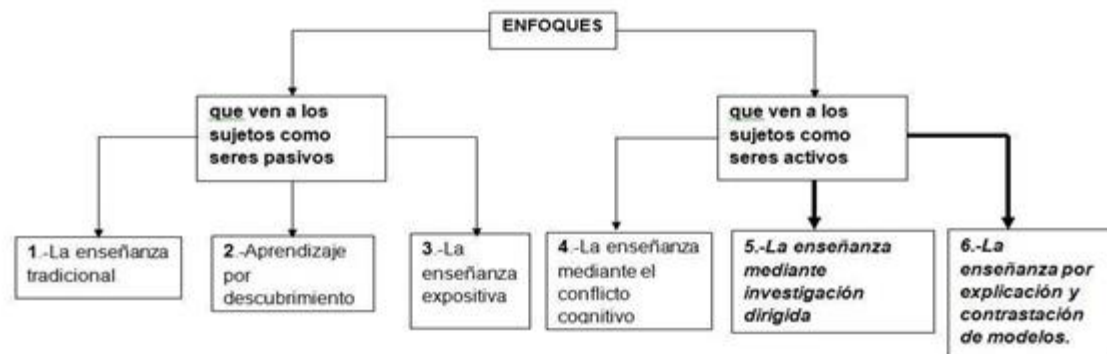 ENFOQUES
que ven a los
sujetos como
seres pasivos
que ven a los
sujetos como
seres activos
1.-La enseñanza
tradicional
2.-Aprendizaje
por
descubrimiento
3.-La
enseñanza
expositiva
4.-La enseñanza
mediante el
conflicto
cognitivo
5.-La enseñanza
mediante
investigación
dirigida
6.-La
enseñanza por
explicación y
contrastación
de modelos.